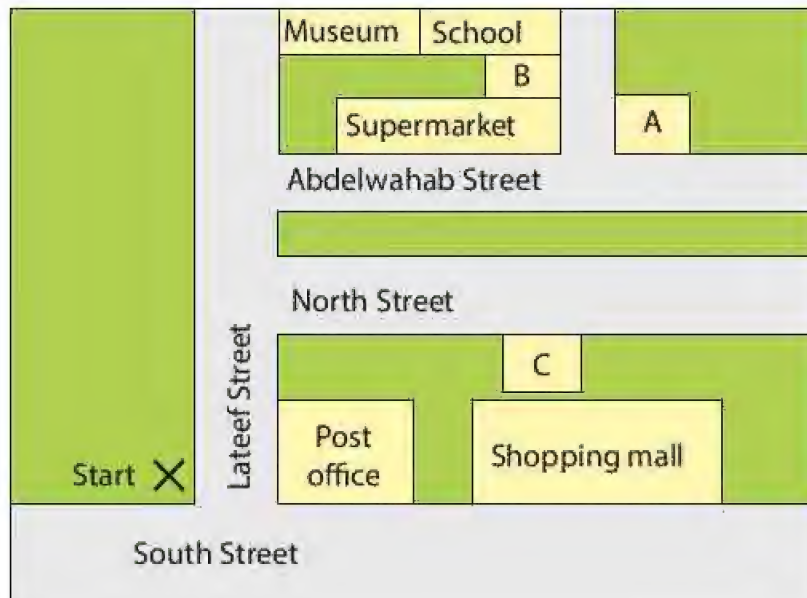 Museum
School
B
Supermarket
A
Abdelwahab Street
North Street
Lateef Street
C
Post
office
Shopping mall
Start
South Street